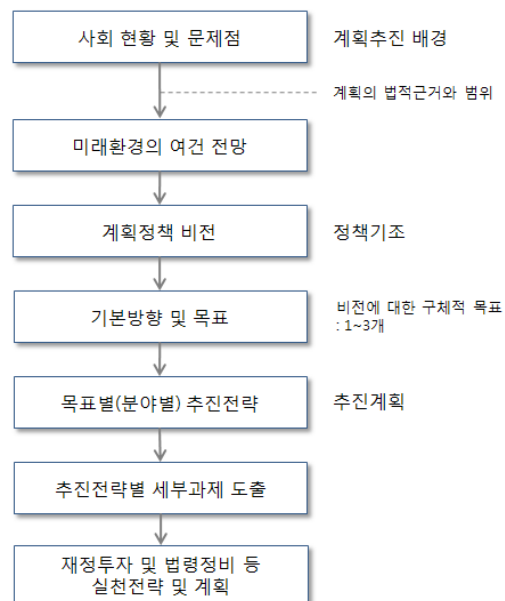 사회 현황 및 문제점
계획추진 배경
계획의 법적근거와 범위
미래환경의 여건 전망
계획정책 비전
정책기조
기본방향 및 목표
비전에 대한 구체적 목표
: 1~3개
목표별(분야별) 추진전략
추진계획
추진전략별 세부과제 도출
재정투자 및 법령정비 등
실천전략 및 계획